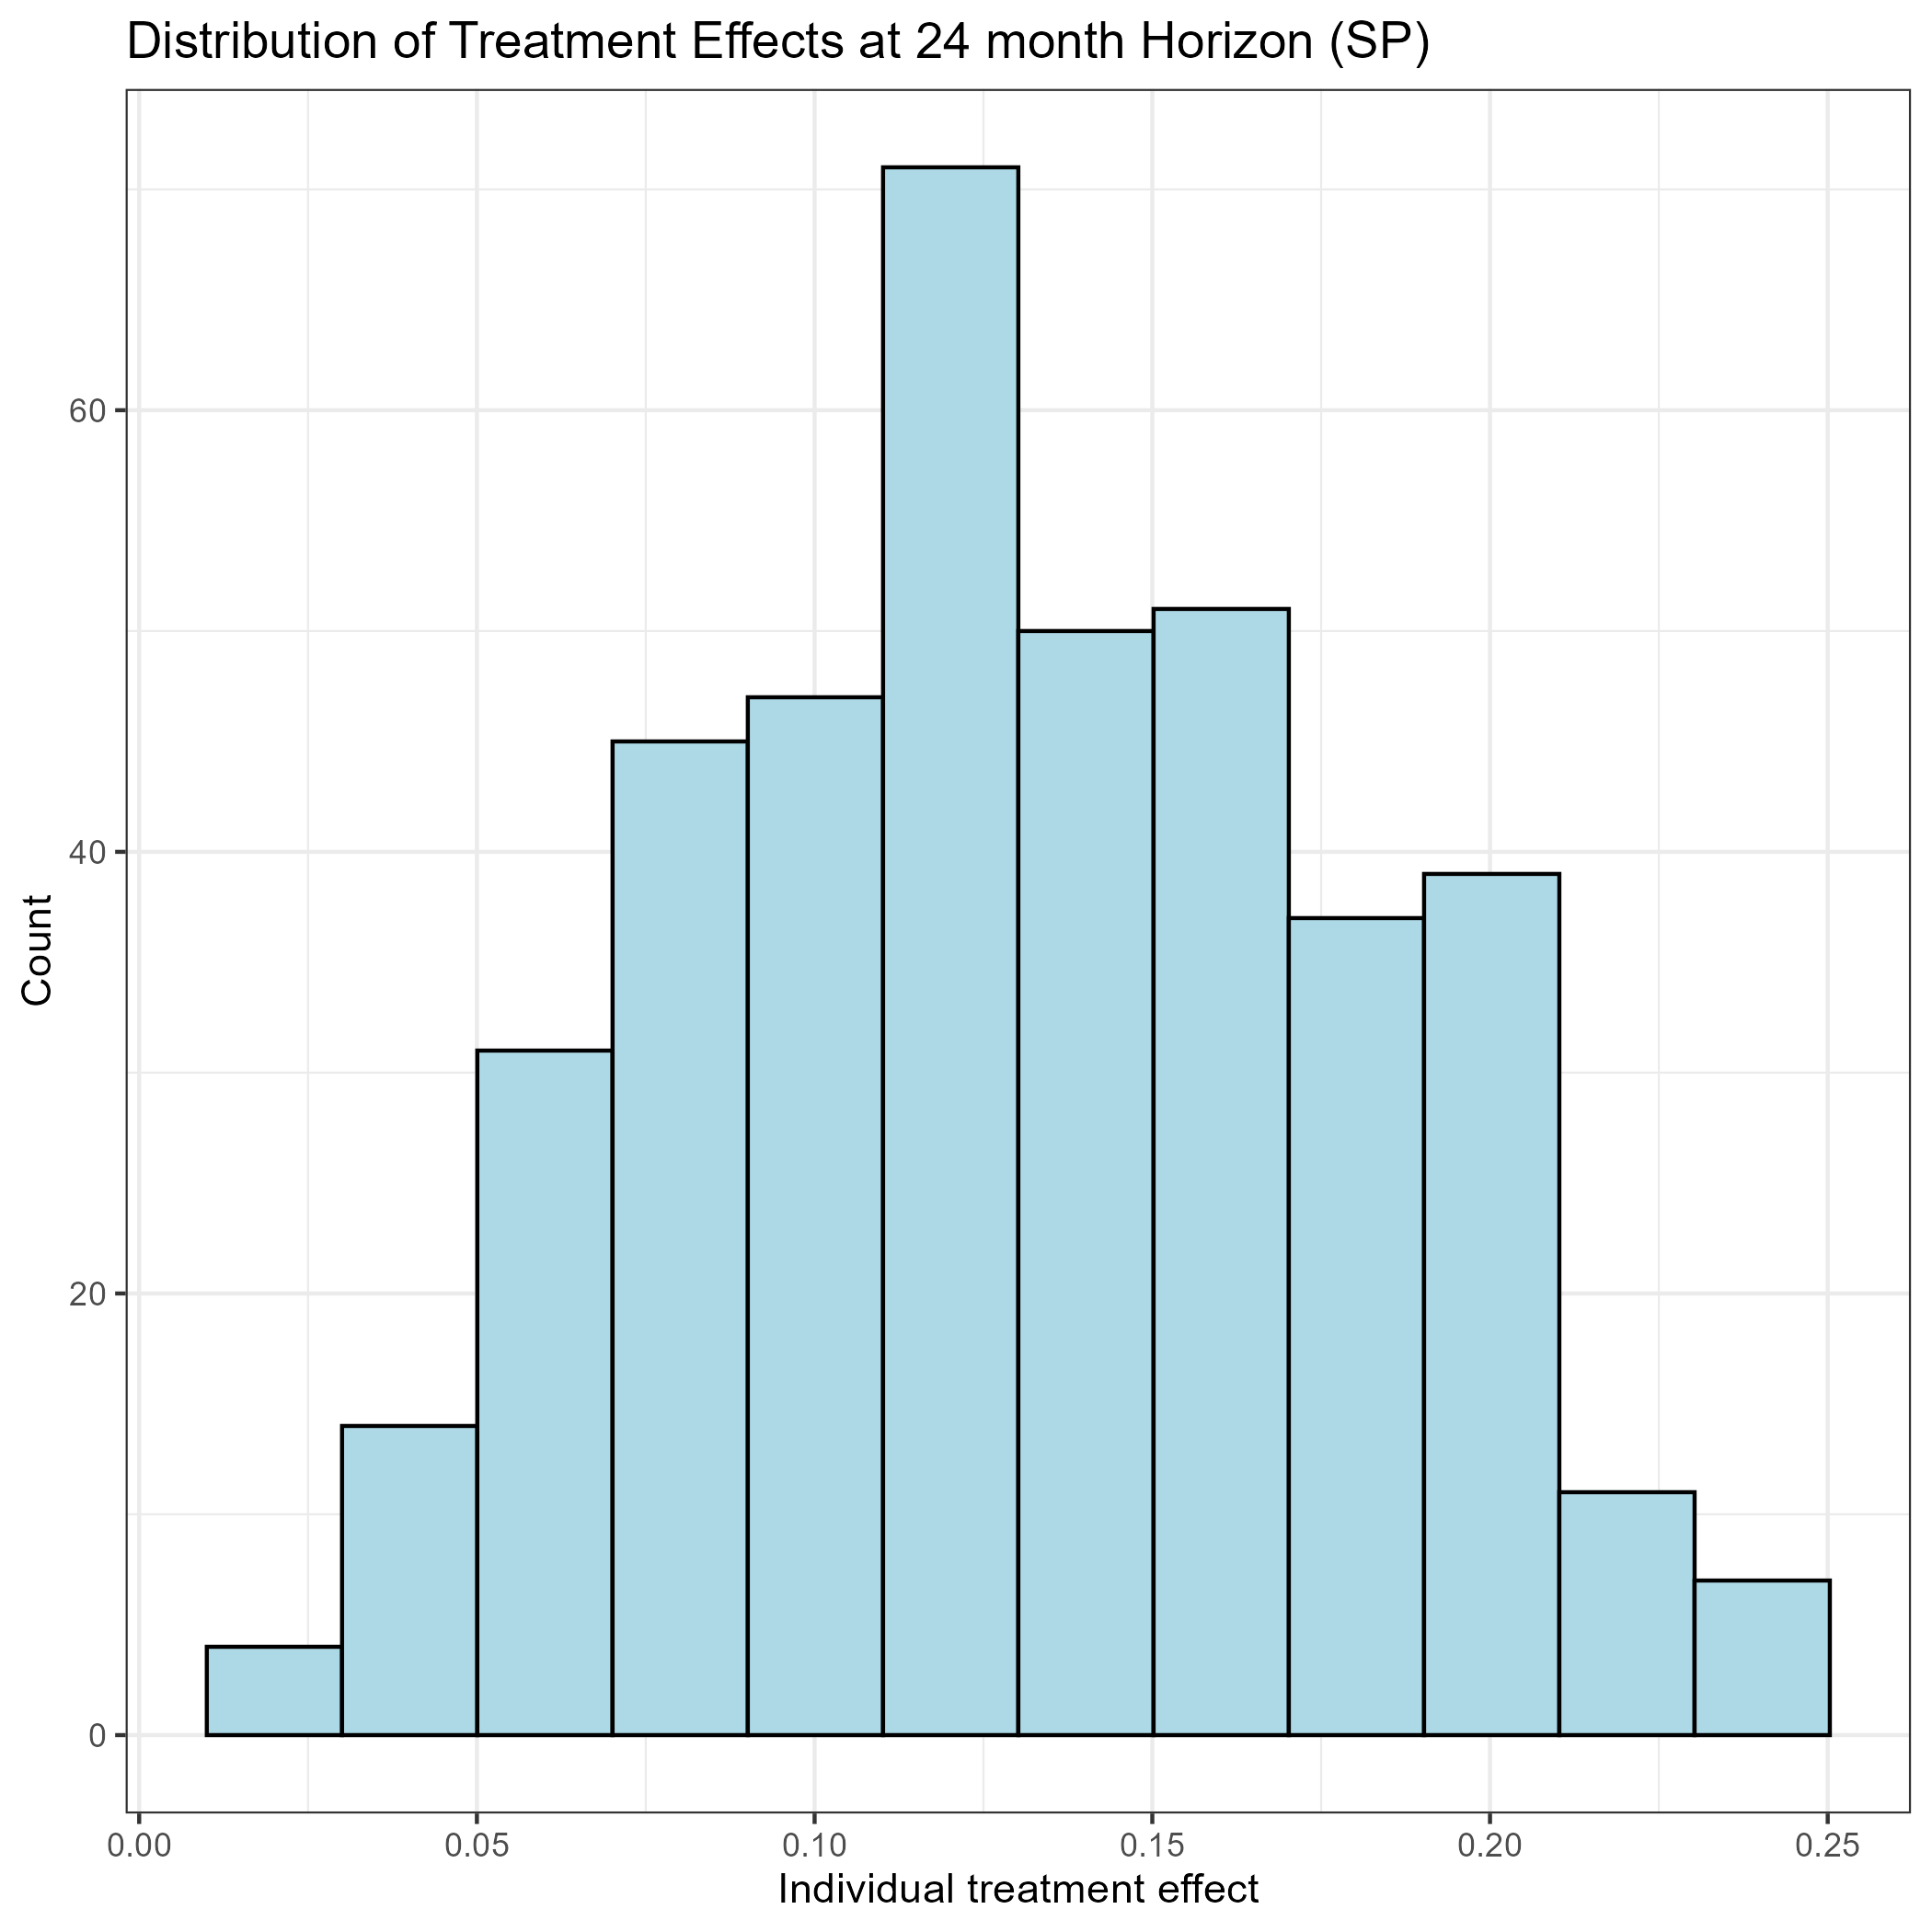 Distribution of Treatment Effects at 24 month Horizon (SP)
60
40
20
0
Count
0.00 0.05 0.10 0.15 0.20 0.25
Individual treatment effect